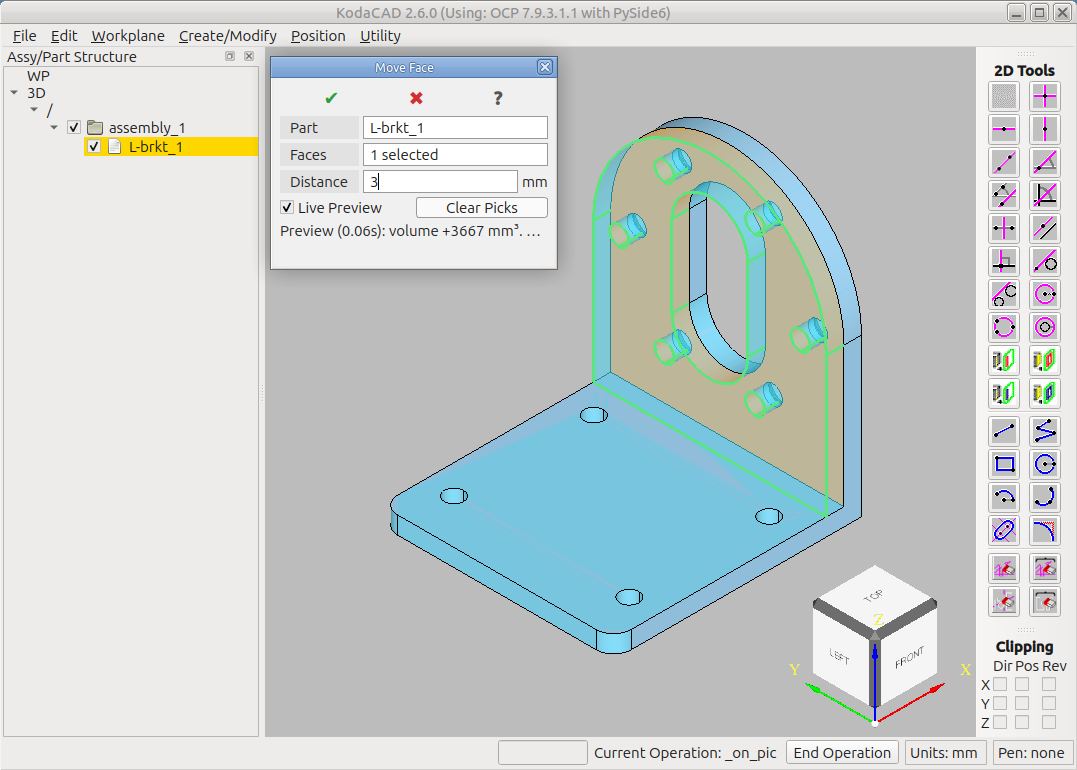 KodaCAD 2.6.0 (Using: OCP 7.9.3.1.1 with PySide6)
File Edit Workplane Create/Modify Position Utility
Assy/Part Structure
WP
3D
/
assembly_1
L-brkt_1
Move Face
?
Part L-brkt_1
Faces 1 selected
Distance 3 mm
Live Preview Clear Picks
Preview (0.06s): volume +3667 mm³. …
2D Tools
TOP
Z
LEFT FRONT
Y X
Clipping
Dir Pos Rev
X
Y
Z
Current Operation: _on_pic End Operation Units: mm Pen: none